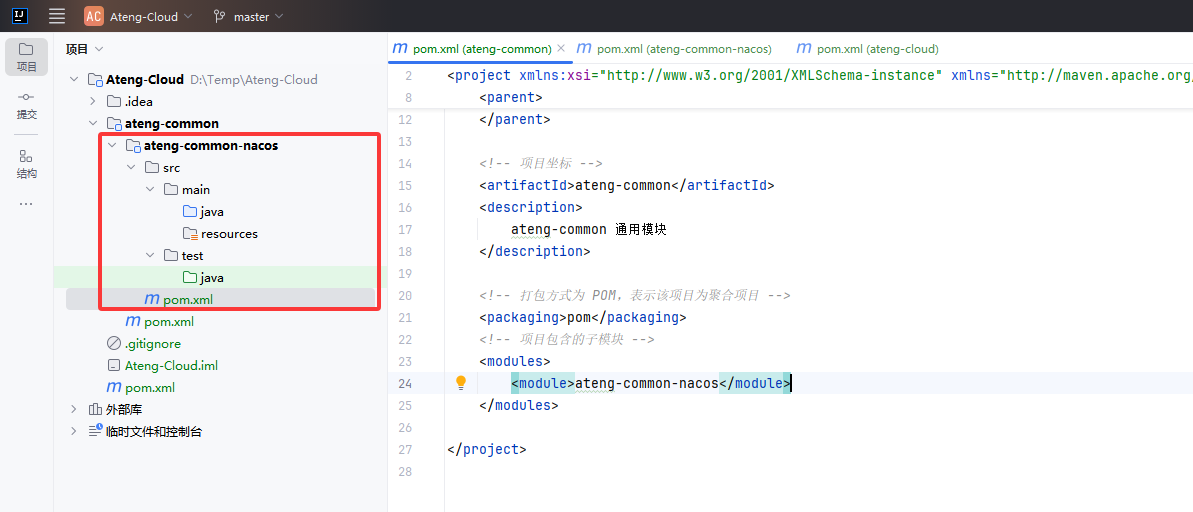 IJ
AC Ateng-Cloud master
项目
提交
结构
项目
Ateng-Cloud D:\Temp\Ateng-Cloud
.idea
ateng-common
ateng-common-nacos
src
main
java
resources
test
java
m pom.xml
m pom.xml
.gitignore
Ateng-Cloud.iml
m pom.xml
外部库
临时文件和控制台
m pom.xml (ateng-common) m pom.xml (ateng-common-nacos) m pom.xml (ateng-cloud)
2 <project xmlns:xsi="http://www.w3.org/2001/XMLSchema-instance" xmlns="http://maven.apache.org/
8 <parent>
12 </parent>
13
14 <!-- 项目坐标 -->
15 <artifactId>ateng-common</artifactId>
16 <description>
17 ateng-common 通用模块
18 </description>
19
20 <!-- 打包方式为 POM，表示该项目为聚合项目 -->
21 <packaging>pom</packaging>
22 <!-- 项目包含的子模块 -->
23 <modules>
24 <module>ateng-common-nacos</module>
25 </modules>
26
27 </project>
28